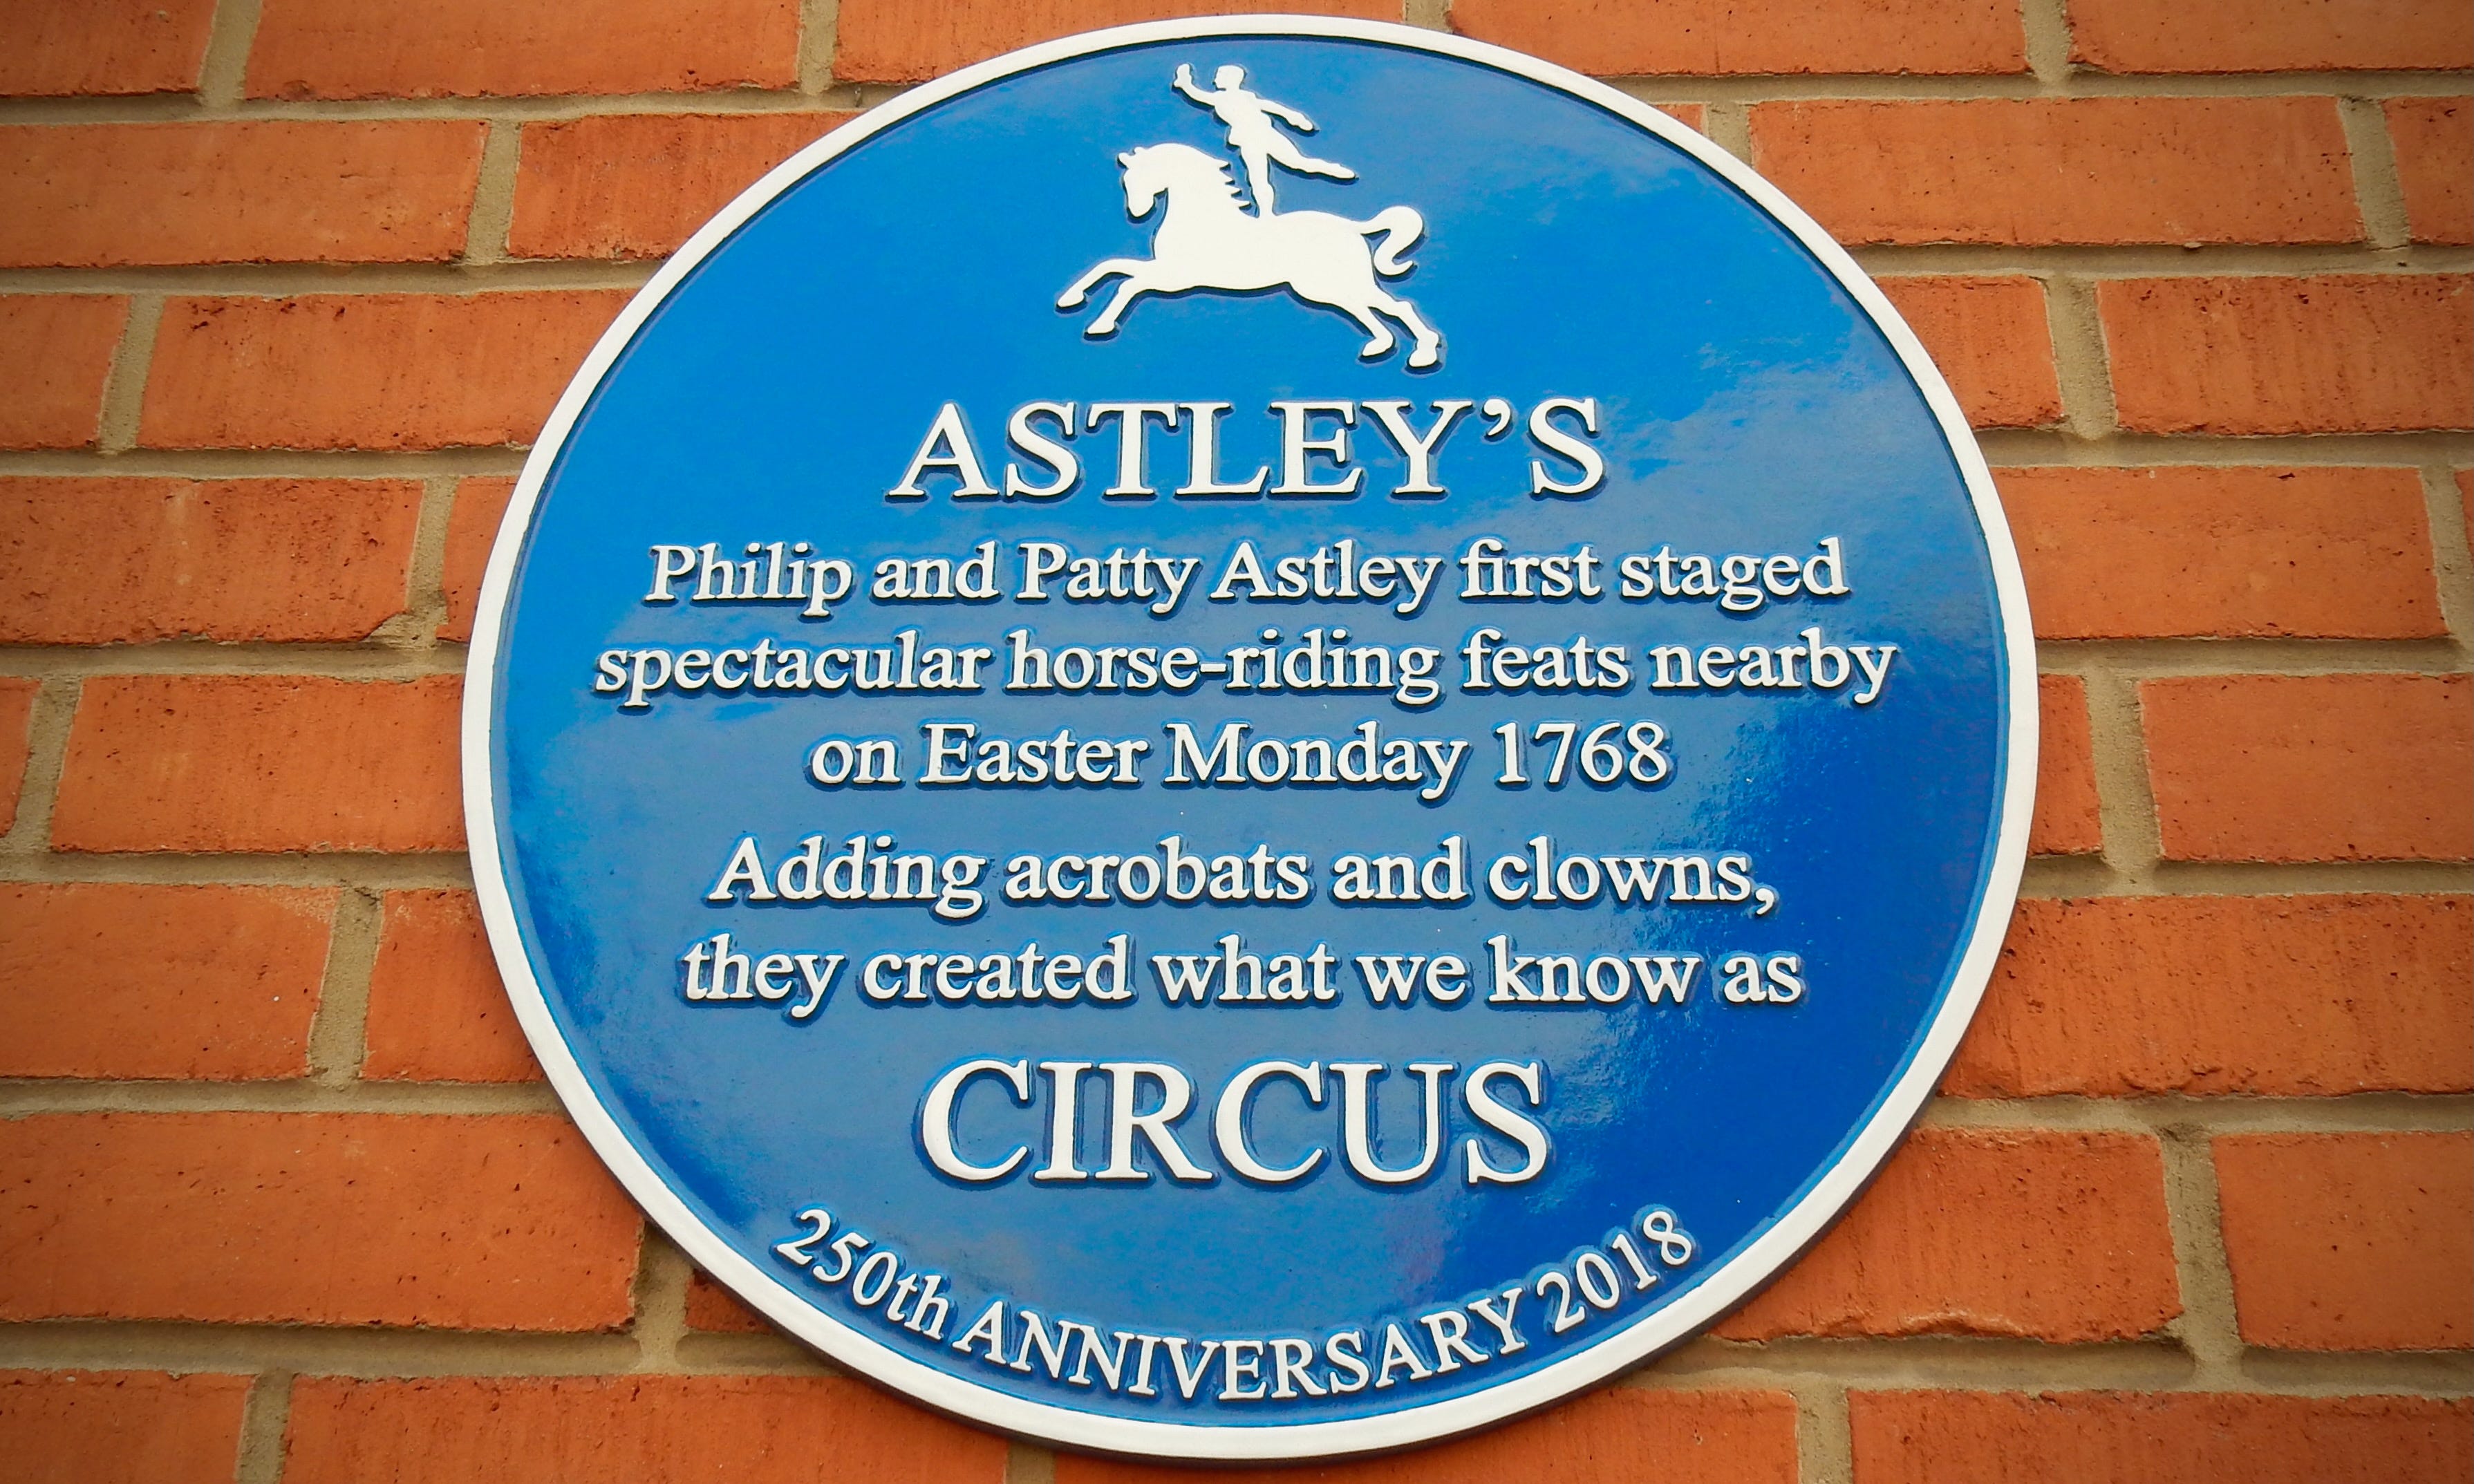 ASTLEY’S
Philip and Patty Astley first staged
spectacular horse-riding feats nearby
on Easter Monday 1768
Adding acrobats and clowns,
they created what we know as
CIRCUS
250th ANNIVERSARY 2018